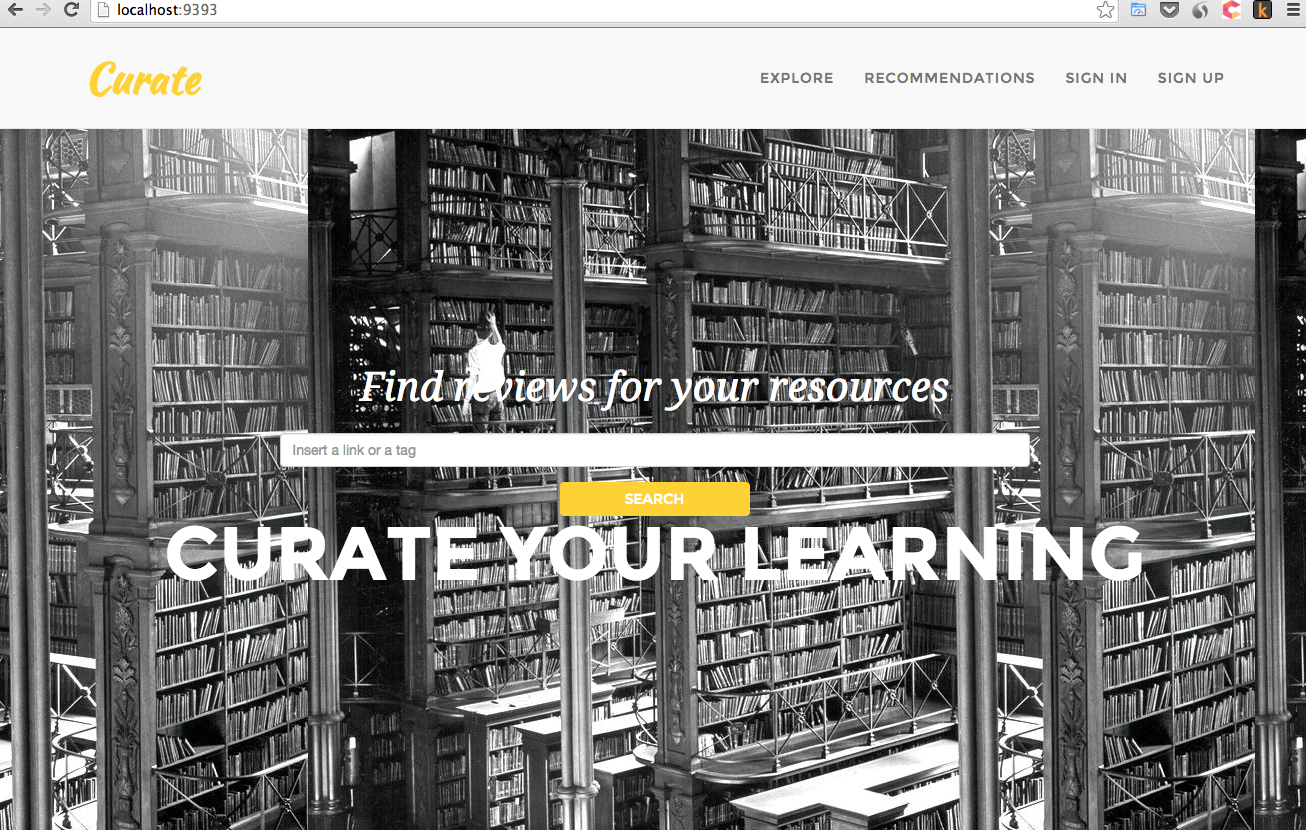 localhost:9393
Curate
EXPLORE RECOMMENDATIONS SIGN IN SIGN UP
Find reviews for your resources
Insert a link or a tag
SEARCH
CURATE YOUR LEARNING